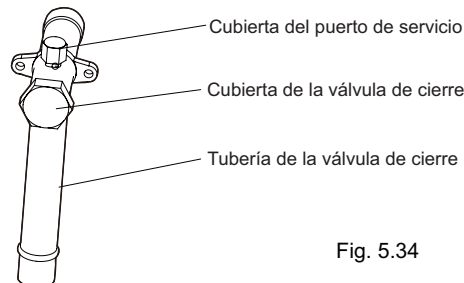 Cubierta del puerto de servicio
Cubierta de la válvula de cierre
Tubería de la válvula de cierre
Fig. 5.34